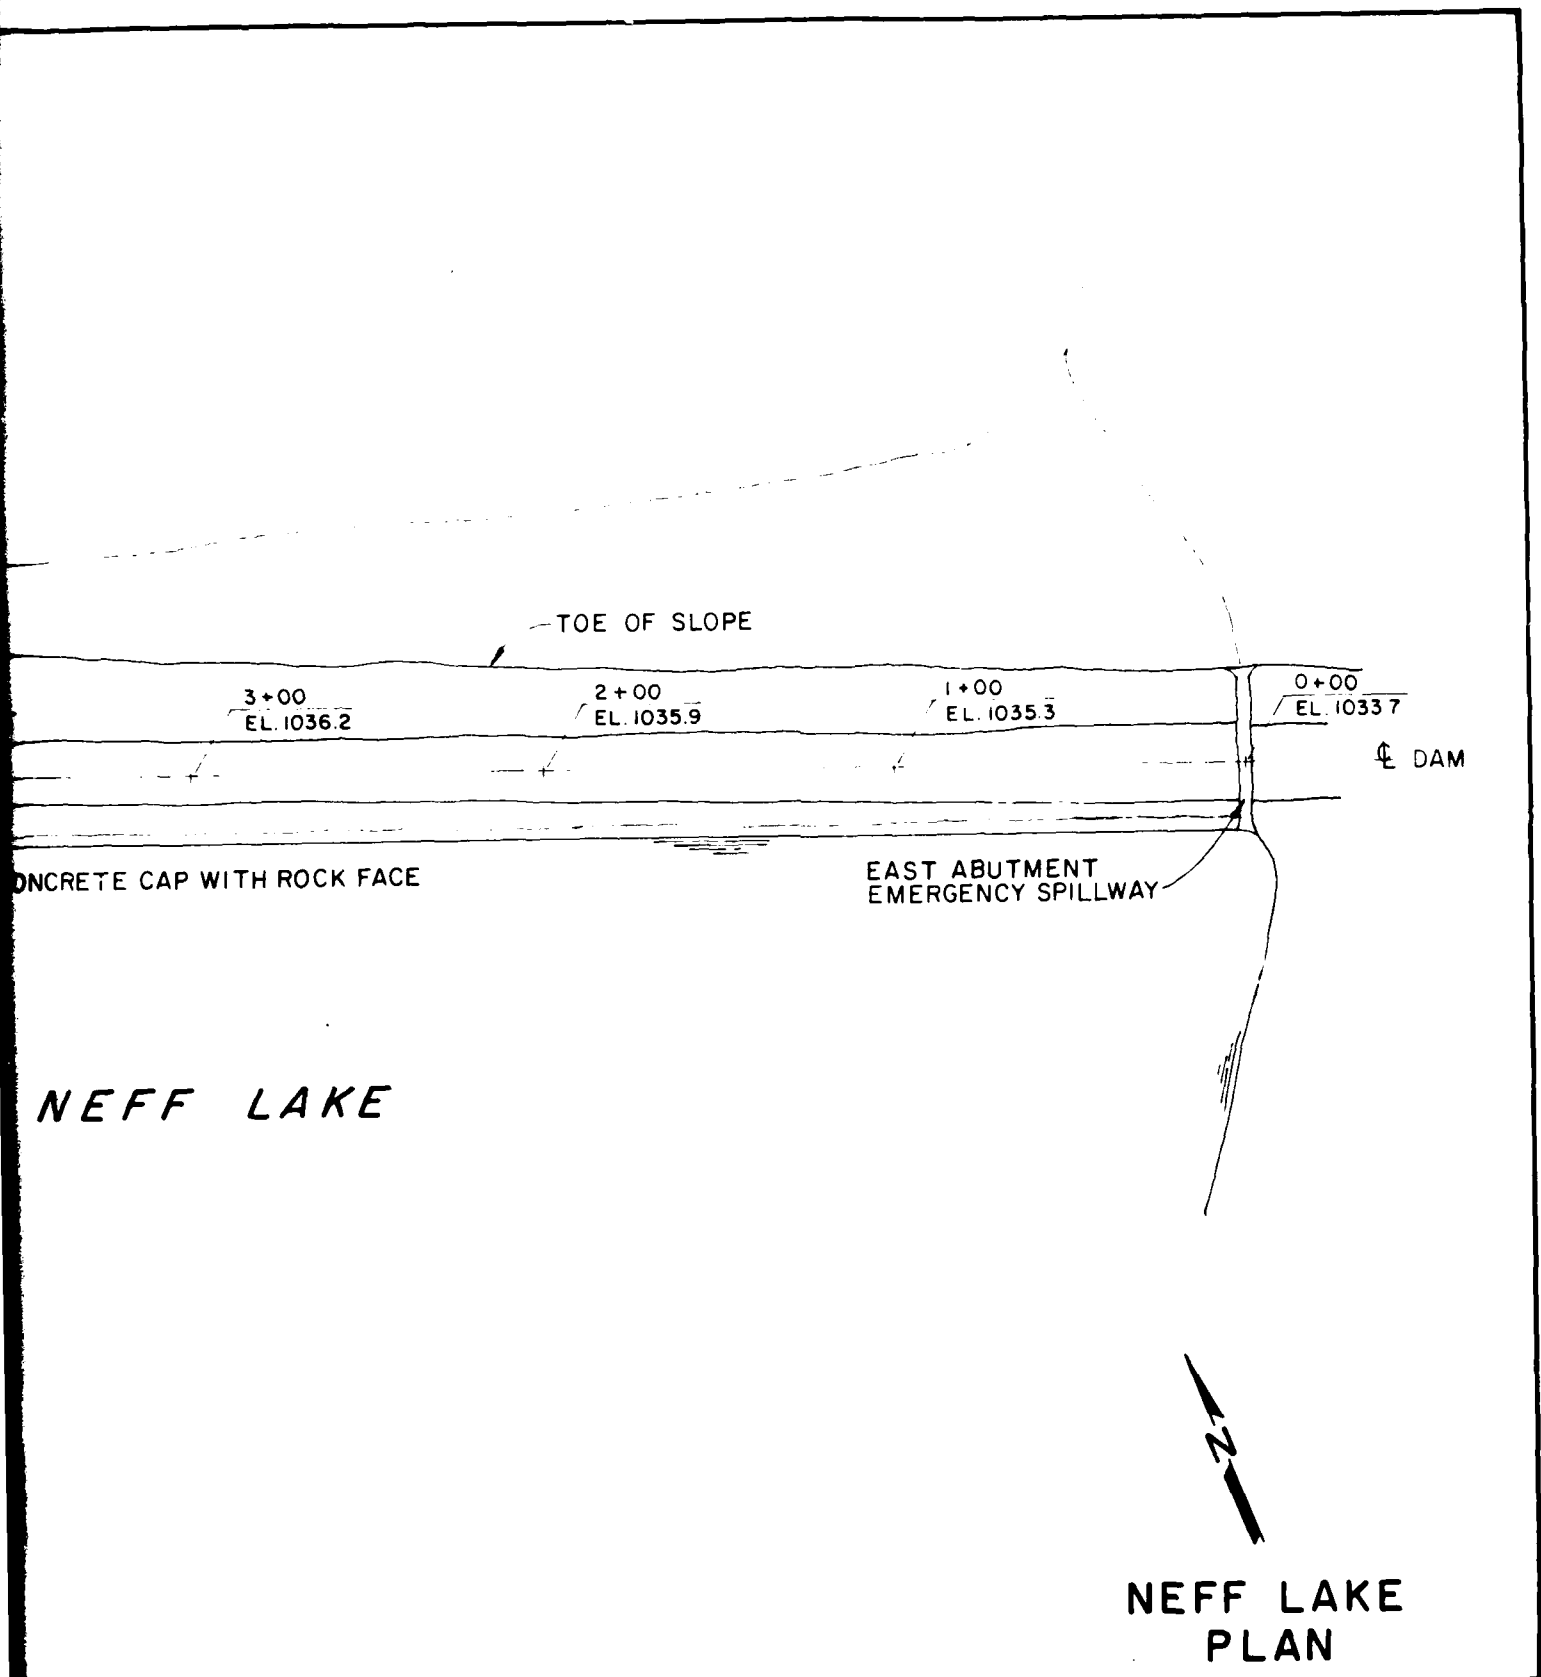 TOE OF SLOPE
3+00
EL. 1036.2
2+00
EL. 1035.9
1+00
EL. 1035.3
0+00
EL. 1033 7
℄ DAM
ONCRETE CAP WITH ROCK FACE
EAST ABUTMENT
EMERGENCY SPILLWAY
NEFF LAKE
N
NEFF LAKE
PLAN